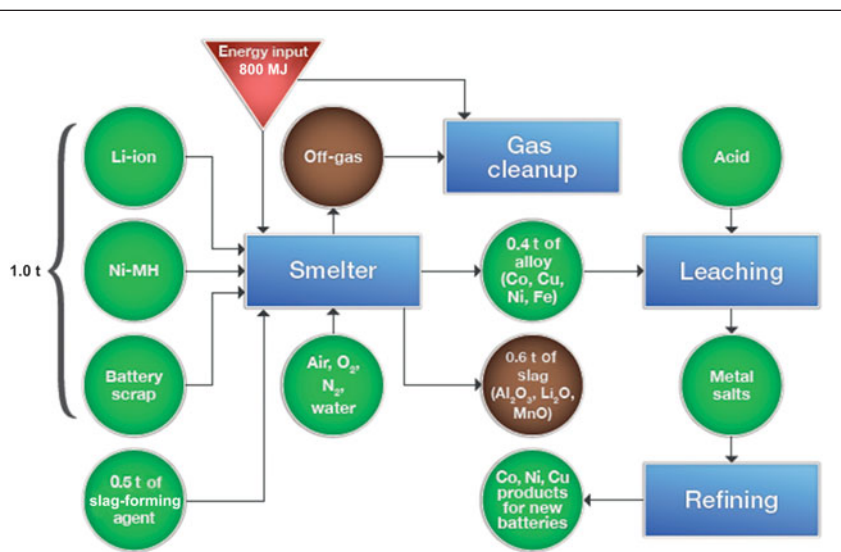 Energy input
800 MJ
Li-ion
Off-gas
Gas
cleanup
Acid
1.0 t
Ni-MH
Smelter
0.4 t of
alloy
(Co, Cu,
Ni, Fe)
Leaching
Battery
scrap
Air, O₂,
N₂,
water
0.6 t of
slag
(Al₂O₃, Li₂O,
MnO)
Metal
salts
0.5 t of
slag-forming
agent
Co, Ni, Cu
products
for new
batteries
Refining